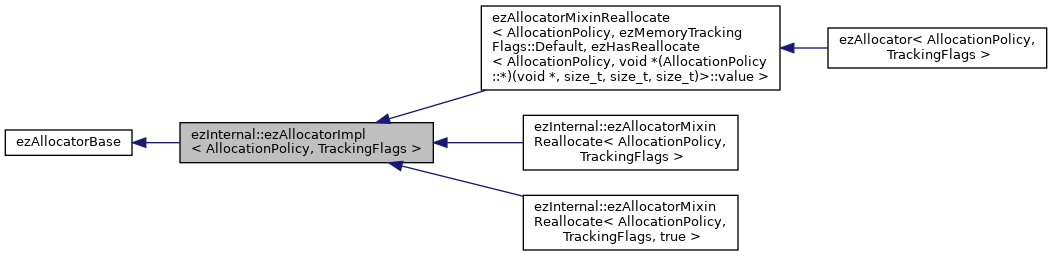 ezAllocatorBase
ezInternal::ezAllocatorImpl
< AllocationPolicy, TrackingFlags >
ezAllocatorMixinReallocate
< AllocationPolicy, ezMemoryTracking
Flags::Default, ezHasReallocate
< AllocationPolicy, void *(AllocationPolicy
::*)(void *, size_t, size_t, size_t)>::value >
ezAllocator< AllocationPolicy,
TrackingFlags >
ezInternal::ezAllocatorMixin
Reallocate< AllocationPolicy,
TrackingFlags >
ezInternal::ezAllocatorMixin
Reallocate< AllocationPolicy,
TrackingFlags, true >